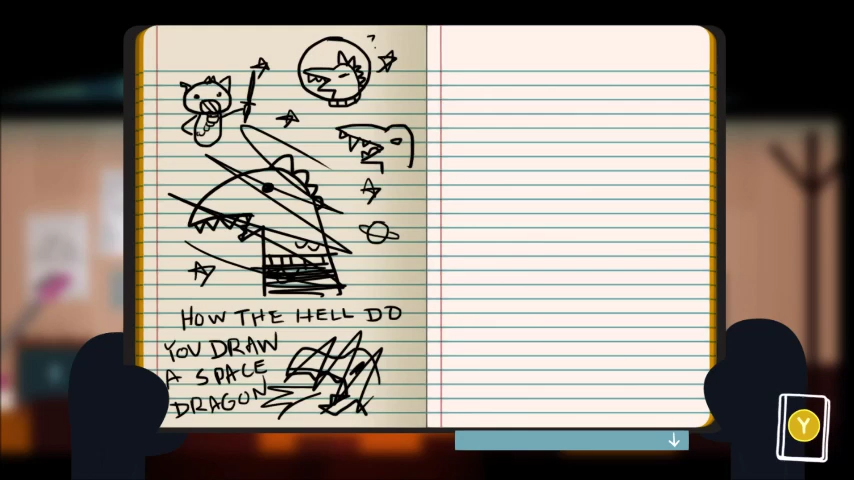 HOW THE HELL DO
YOU DRAW
A SPACE
DRAGON
Y